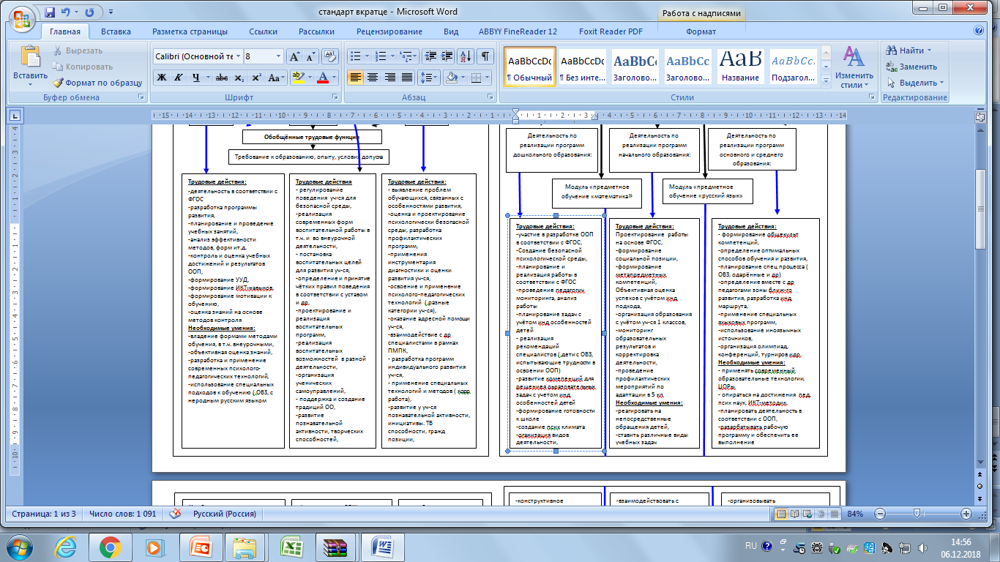 стандарт вкратце - Microsoft Word
Работа с надписями
Главная
Вставка
Разметка страницы
Ссылки
Рассылки
Рецензирование
Вид
ABBYY FineReader 12
Foxit Reader PDF
Формат
Вставить
Вырезать
Копировать
Формат по образцу
Буфер обмена
Calibri (Основной те
8
Шрифт
Абзац
AaBbCcDc
¶ Обычный
AaBbCcDc
¶ Без инте...
AaBbC
Заголово...
AaBbCc
Заголово...
АаВ
Название
AaBbCc
Подзагол...
Стили
Изменить
стили
Найти
Заменить
Выделить
Редактирование
Обобщённые трудовые функции
Требование к образованию, опыту, условия допуса
Трудовые действия:
-деятельность в соответствии с
ФГОС
-разработка программы
развития,
-планирование и проведение
учебных занятий,
-анализ эффективности
методов, форм ит.д.
-контроль и оценка учебных
достижений и результатов
ООП,
-формирование УУД,
-формирование ИКТ-навыков.
-формирование мотивации к
обучению,
-оценка знаний на основе
методов контроля
Необходимые умения:
-владение формами методами
обучения, в т.ч. внеурочными,
-объективная оценка знаний,
-разработка и применение
современных психолого-
педагогических технологий,
-использование специальных
подходов к обучению (,ОВЗ, с
неродным русским языком
Трудовые действия
- регулирование
поведения уч-ся для
безопасной среды,
-реализация
современных форм
воспитательной работы в
т.ч. и во внеурочной
деятельности,
- постановка
воспитательных целей
для развития уч-ся,
-определение и принятие
чётких правил поведения
в соответствии с уставом
и др,
-проектирование и
реализация
воспитательных
программ,
-реализация
воспитательных
возможностей в разной
деятельности,
-организация
ученических
самоуправлений,
- поддержка и создание
традиций ОО,
-развитие
познавательной
активности, творческих
способностей,
Трудовые действия:
- выявление проблем
обучающихся, связанных с
особенностями развития,
-оценка и проектирование
психологически безопасной
среды, разработка
профилактических
программ,
-применения
инструментария
диагностики и оценки
развития уч-ся,
-освоение и применение
психолого-педагогических
технологий (,разные
категории уч-ся),
-оказание адресной помощи
уч-ся,
-взаимодействие с др
специалистами в рамках
ПМПК,
- разработка программ
индивидуального развития
уч-ся,
- применение специальных
технологий и методов ( корр.
работа),
-развитие у уч-ся
познавательной активности,
инициативы. ТВ
способности, гражд
позиции,
Деятельность по
реализации программ
дошкольного образования:
Деятельность по
реализации программ
начального образования:
Деятельность по
реализации программ
основного и среднего
образования:
Модуль «предметное
обучение «математика»
Модуль «предметное
обучение «русский язык»
Трудовые действия:
-участие в разработке ООП
в соответствии с ФГОС,
-Создание безопасной
психологической среды,
-планирование и
реализация работы в
соответствии с ФГОС
-проведение педагогич
мониторинга, анализ
работы
-планирование задач с
учётом инд.особенностей
детей
- реализация
рекомендаций
специалистов (,дети с ОВЗ,
испытывающие трудности в
освоении ООП)
-развитие компетенций для
задач с учетом инд
особенностей детей
-формирование готовности
к школе
-создание псих климата
-оганизация видов
деятельности,
Трудовые действия:
Проектирование работы
на основе ФГОС,
-формирование
социальной позиции,
-формирование
метапредметных
компетенций,
Объективная оценка
успехов с учётом инд
подхода,
-организация образования
с учётом уч-ся 1 классов,
-мониторинг
образовательных
результатов и
корректировка
деятельности,
-проведение
профилактических
мероприятий по
адаптации в 5 кл.
Необходимые умения:
-реагировать на
непосредственные
обращения детей,
-ставить различные виды
учебных задач
Трудовые действия:
- формирование общекульт
компетенций,
-определение оптимальных
способов обучения и развития,
-планирование спец процесса (
ОВЗ, одарённые и др)
-определение вместе с др
педагогами зоны ближ-го
развития, разработка инд
маршрута,
-применение специальных
языковых программ,
-использование иноязычных
источников,
-организация олимпиад,
конференций, турниров идр.
Необходимые умения:
- применять современный
образовательные технологии,
ЦОРы,
- опираться на достижения пед.
псих наук, ИКТ-методик.
-планировать деятельность в
соответствии с ООП,
-разарбатывать рабочую
программу и обеспечить ее
выполнение
-конструктивное
-взаимодействовать с
-организовывать
Страница: 1 из 3
Число слов: 1 091
Русский (Россия)
84%
RU
14:56
06.12.2018